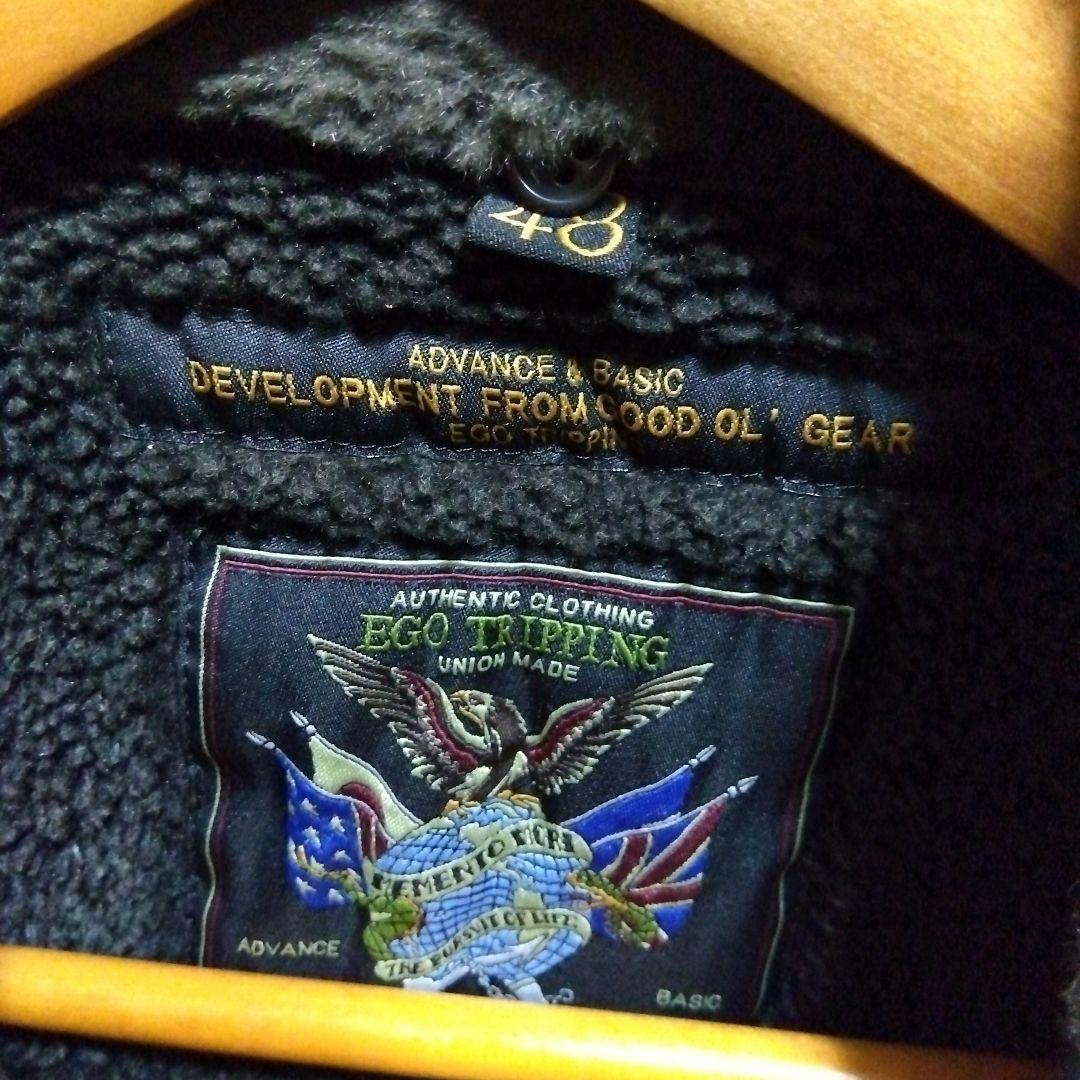 48
ADVANCE & BASIC
DEVELOPMENT FROM GOOD OL' GEAR
EGO TRIPPING
AUTHENTIC CLOTHING
EGO TRIPPING
UNION MADE
MEMENTO MORI
THE PURSUIT OF LIFE
ADVANCE
BASIC